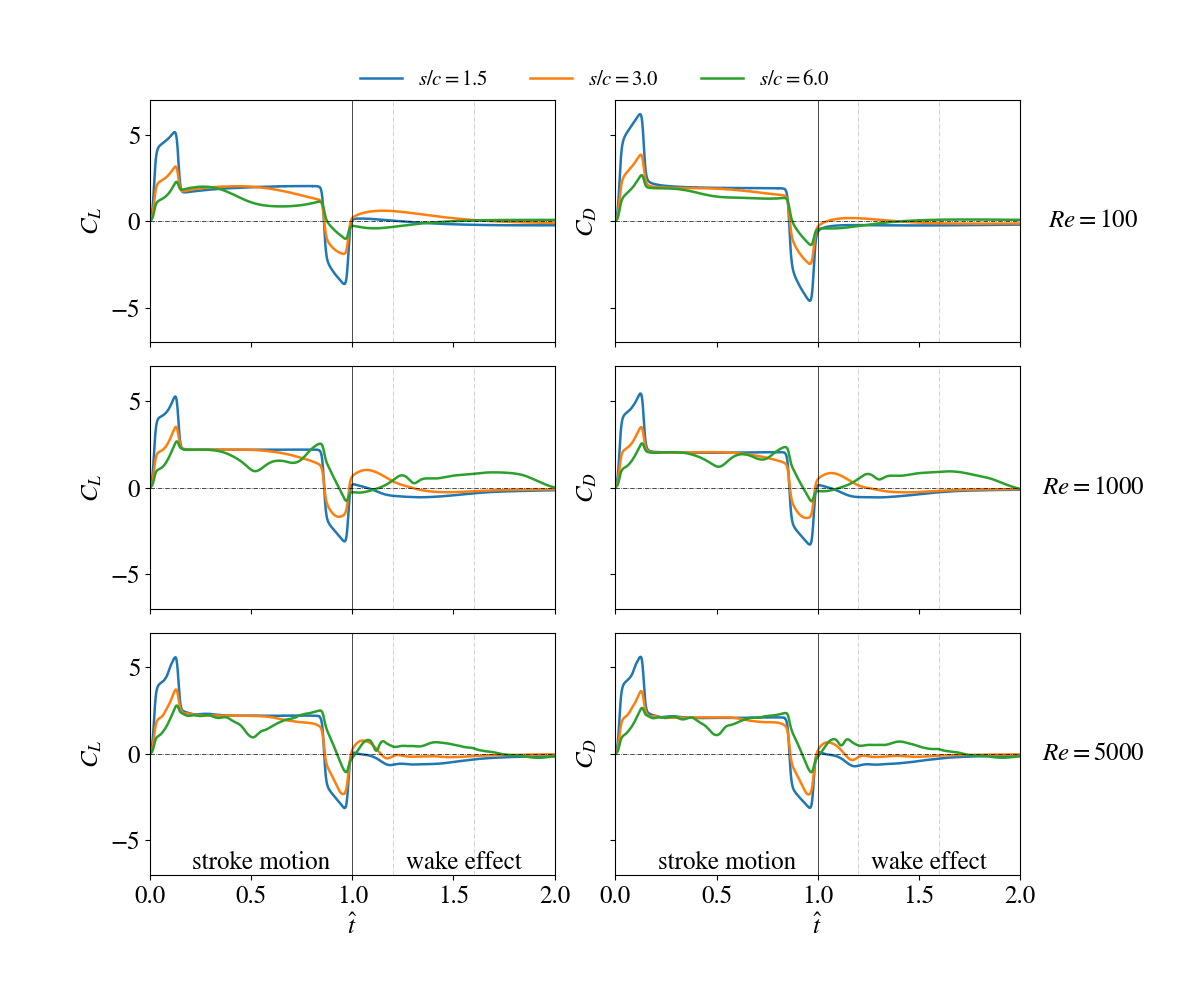 s/c = 1.5 s/c = 3.0 s/c = 6.0
5
0
−5
C_L
C_D
Re = 100
5
0
−5
C_L
C_D
Re = 1000
5
0
−5
C_L
C_D
Re = 5000
stroke motion wake effect
stroke motion wake effect
0.0 0.5 1.0 1.5 2.0
0.0 0.5 1.0 1.5 2.0
t̂
t̂